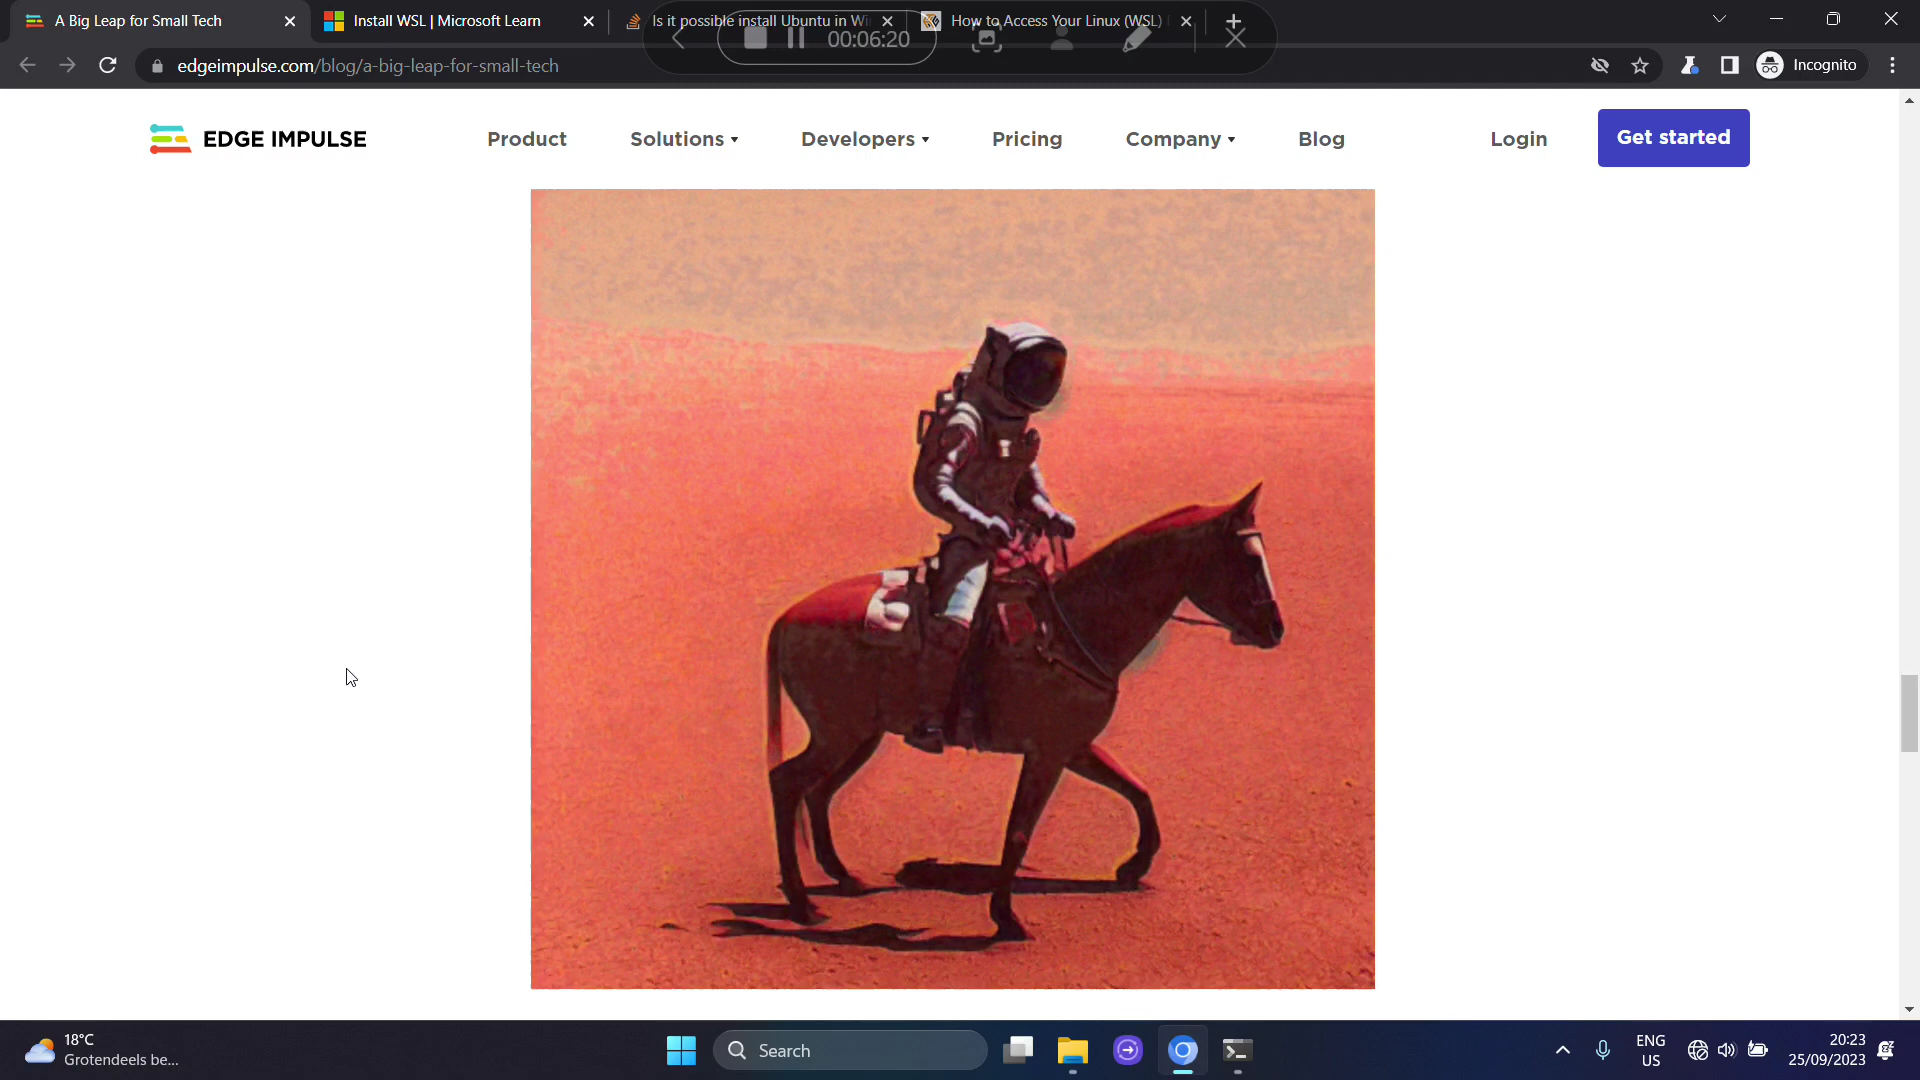 A Big Leap for Small Tech
Install WSL | Microsoft Learn
Is it possible install Ubuntu in Wi
How to Access Your Linux (WSL)
00:06:20
edgeimpulse.com/blog/a-big-leap-for-small-tech
Incognito
EDGE IMPULSE
Product
Solutions
Developers
Pricing
Company
Blog
Login
Get started
18°C
Grotendeels be...
Search
ENG
US
20:23
25/09/2023